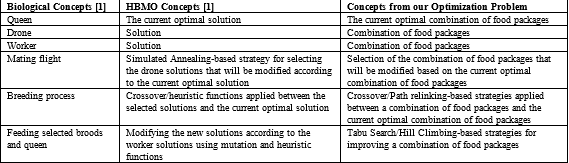 Biological Concepts [1] HBMO Concepts [1] Concepts from our Optimization Problem
Queen The current optimal solution The current optimal combination of food packages
Drone Solution Combination of food packages
Worker Solution Combination of food packages
Mating flight Simulated Annealing-based strategy for selecting the drone solutions that will be modified according to the current optimal solution Selection of the combination of food packages that will be modified based on the current optimal combination of food packages
Breeding process Crossover/heuristic functions applied between the selected solutions and the current optimal solution Crossover/Path relinking-based strategies applied between a combination of food packages and the current optimal combination of food packages
Feeding selected broods and queen Modifying the new solutions according to the worker solutions using mutation and heuristic functions Tabu Search/Hill Climbing-based strategies for improving a combination of food packages